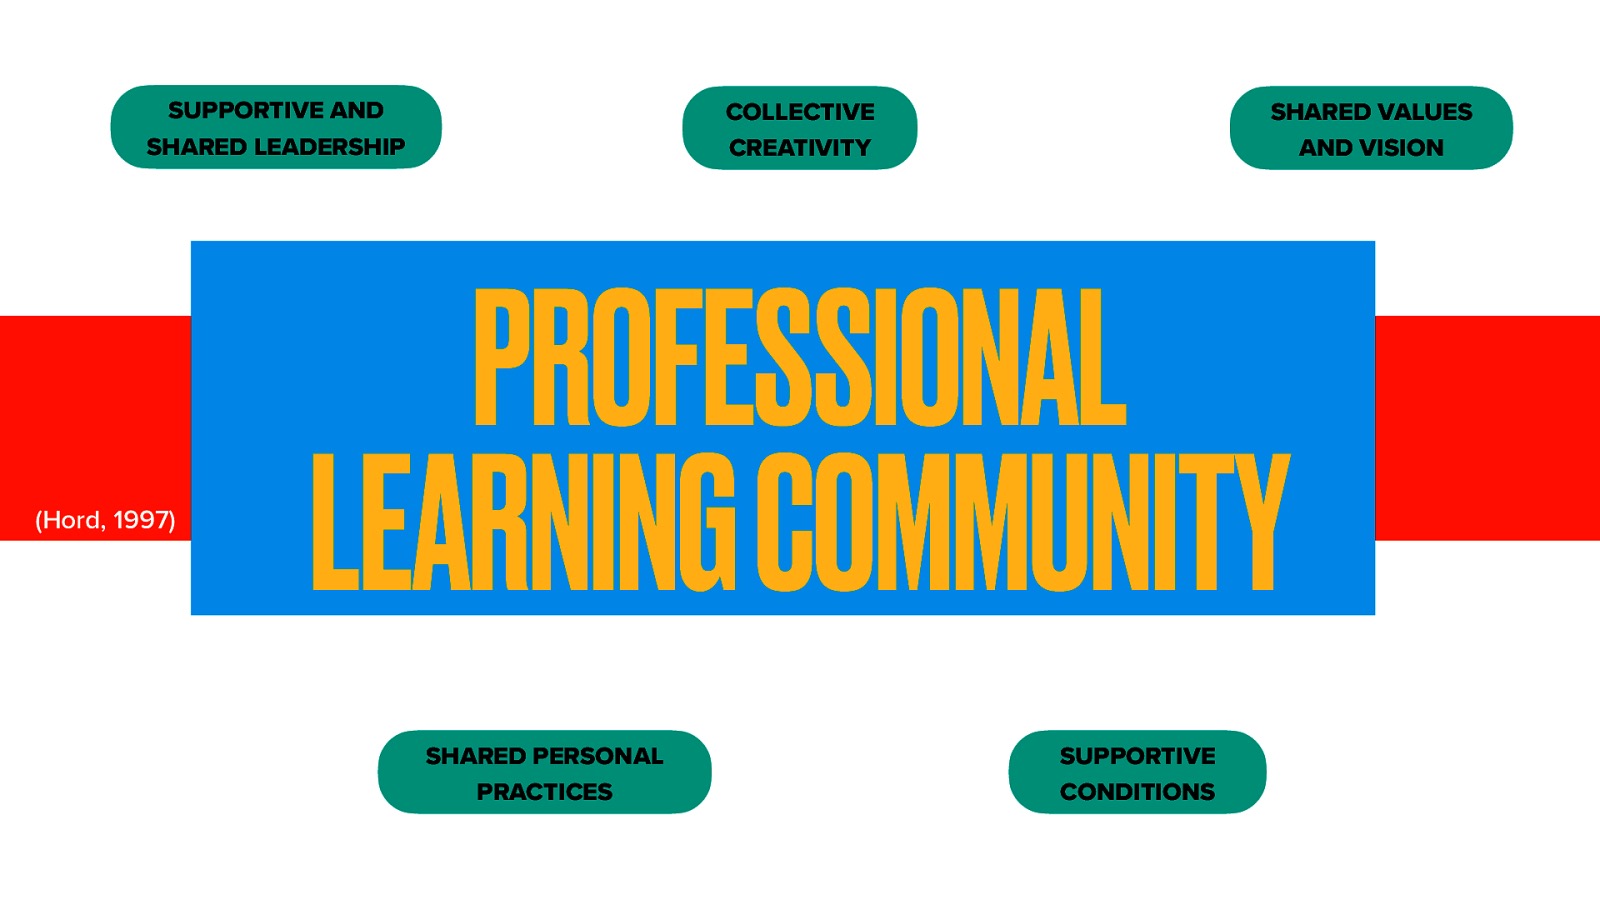 SUPPORTIVE AND
SHARED LEADERSHIP
COLLECTIVE
CREATIVITY
SHARED VALUES
AND VISION
PROFESSIONAL
LEARNING COMMUNITY
(Hord, 1997)
SHARED PERSONAL
PRACTICES
SUPPORTIVE
CONDITIONS